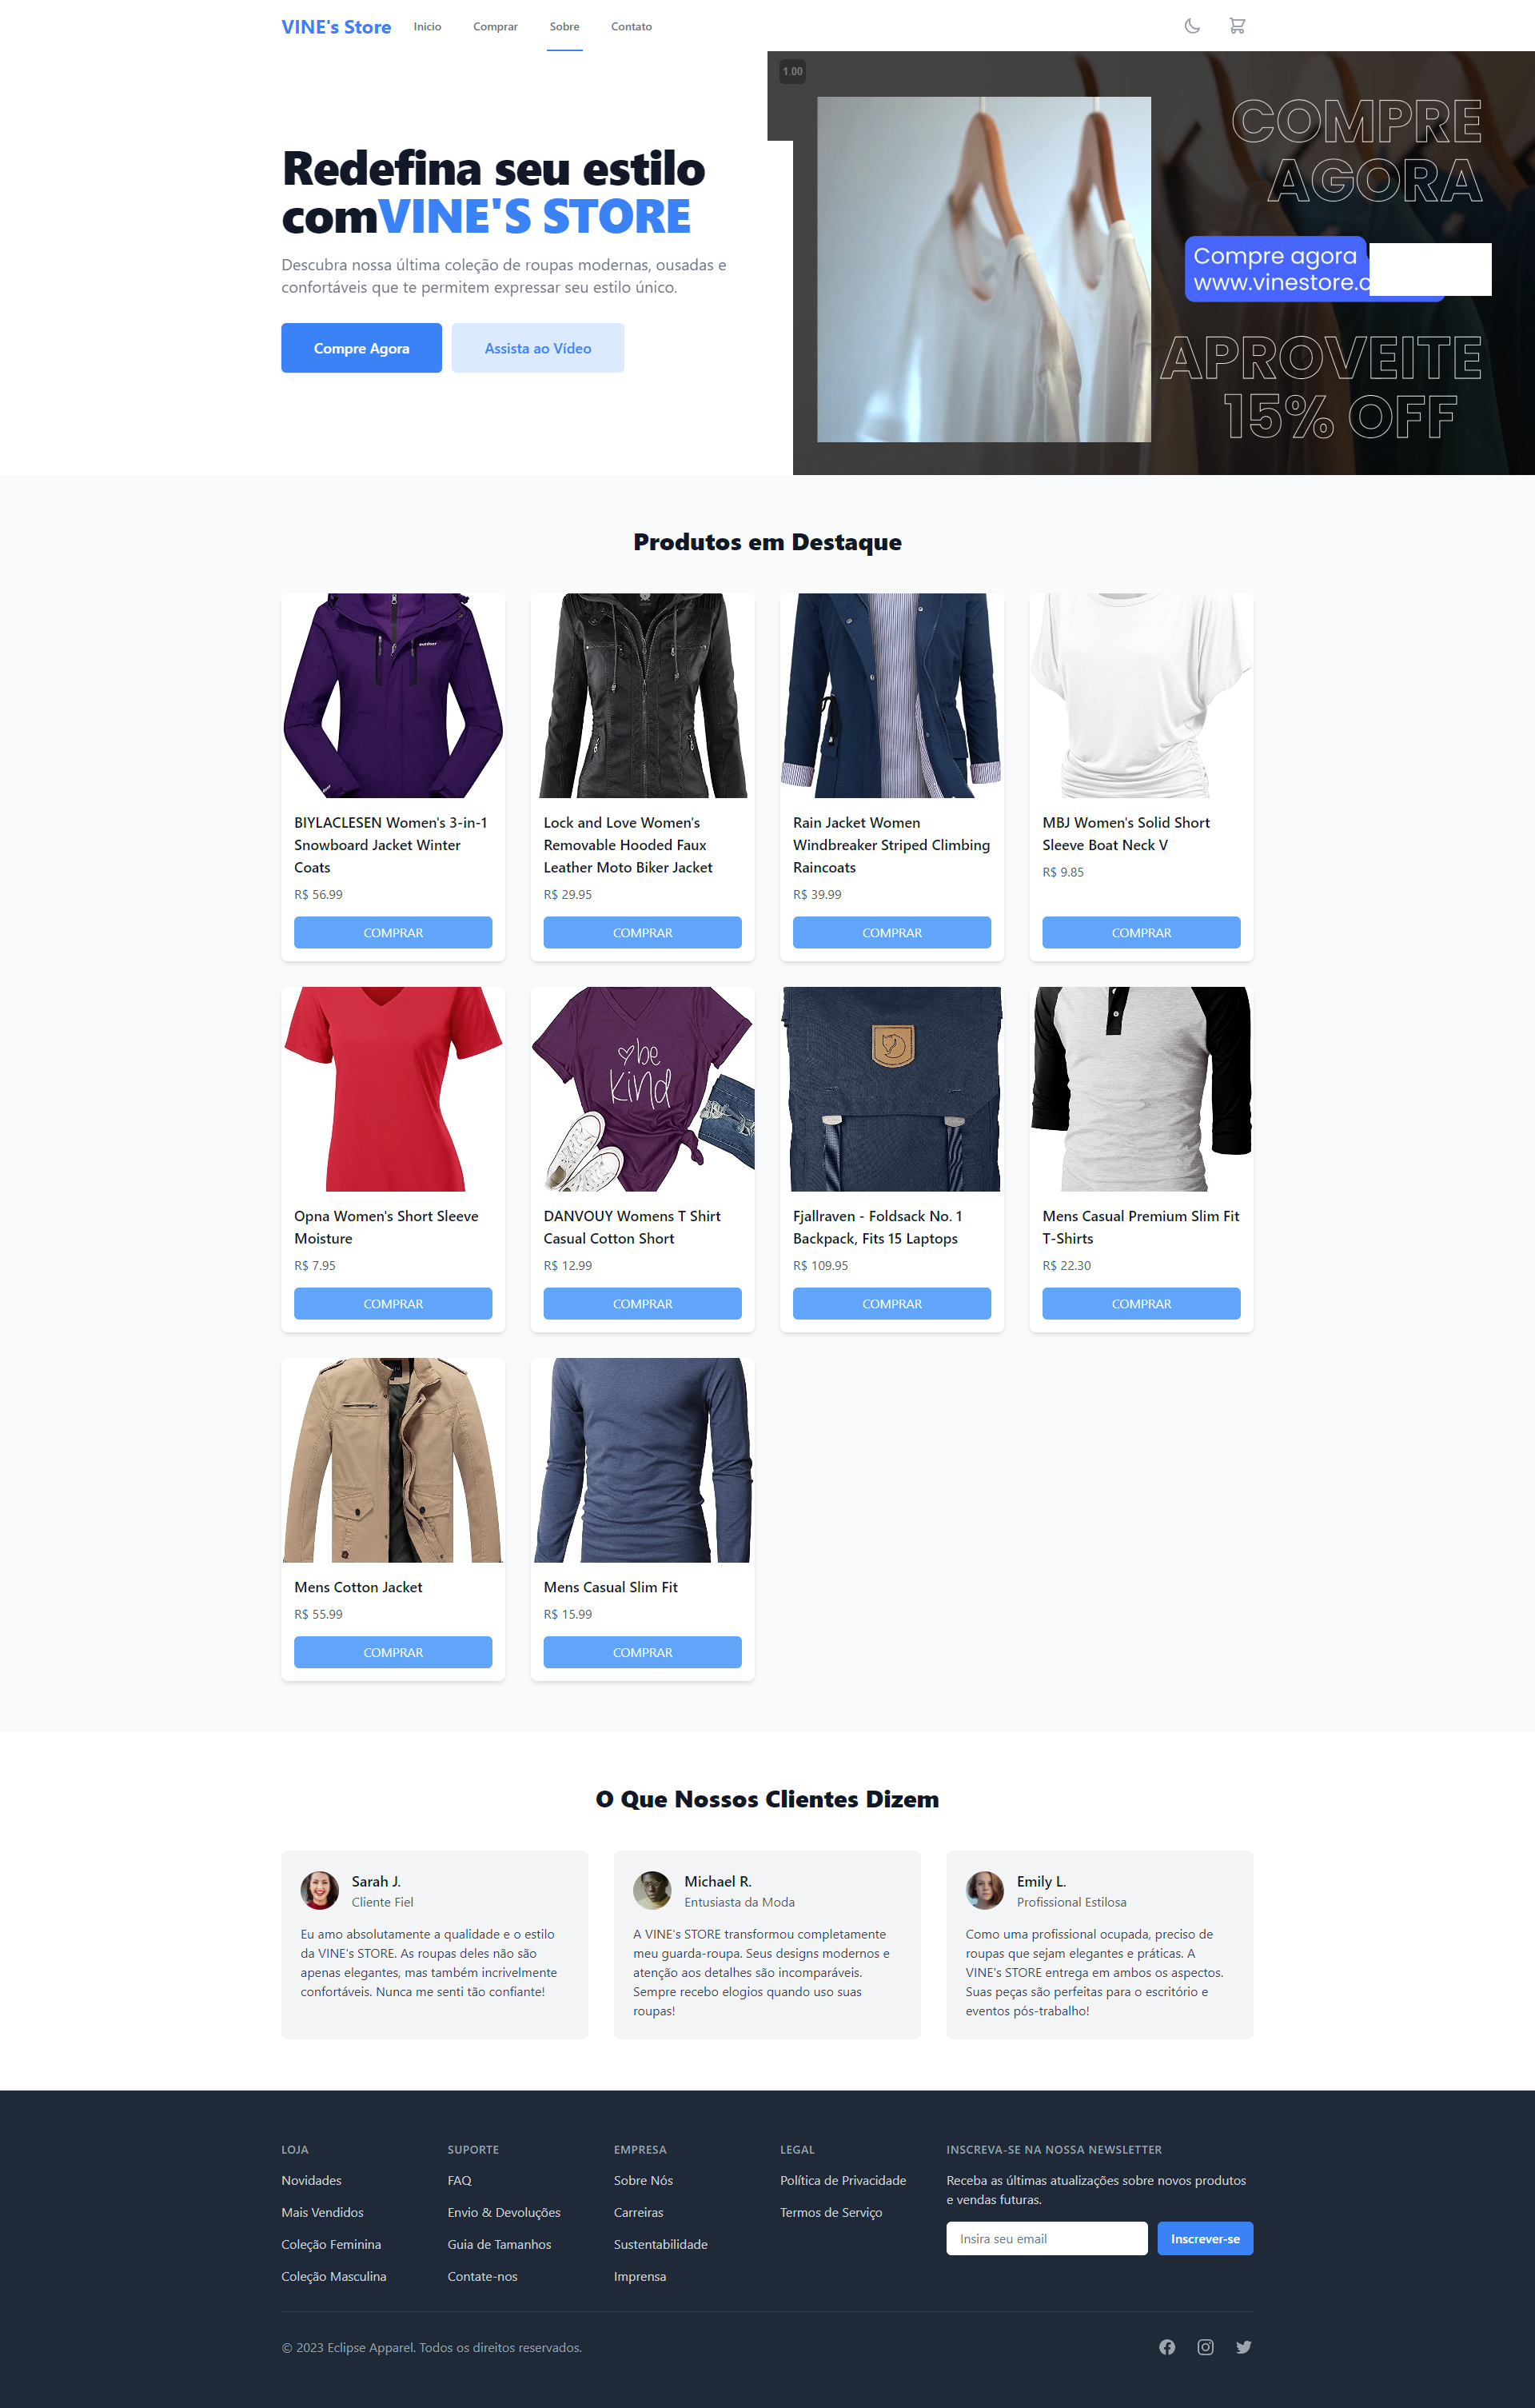 VINE's Store
Inicio
Comprar
Sobre
Contato
1.00
COMPRE
AGORA
Compre agora
www.vinestore.c
APROVEITE
15% OFF
Redefina seu estilo
comVINE'S STORE
Descubra nossa última coleção de roupas modernas, ousadas e
confortáveis que te permitem expressar seu estilo único.
Compre Agora
Assista ao Vídeo
Produtos em Destaque
BIYLACLESEN Women's 3-in-1
Snowboard Jacket Winter
Coats
R$ 56.99
COMPRAR
Lock and Love Women's
Removable Hooded Faux
Leather Moto Biker Jacket
R$ 29.95
COMPRAR
Rain Jacket Women
Windbreaker Striped Climbing
Raincoats
R$ 39.99
COMPRAR
MBJ Women's Solid Short
Sleeve Boat Neck V
R$ 9.85
COMPRAR
Opna Women's Short Sleeve
Moisture
R$ 7.95
COMPRAR
be
kind
DANVOUY Womens T Shirt
Casual Cotton Short
R$ 12.99
COMPRAR
Fjallraven - Foldsack No. 1
Backpack, Fits 15 Laptops
R$ 109.95
COMPRAR
Mens Casual Premium Slim Fit
T-Shirts
R$ 22.30
COMPRAR
Mens Cotton Jacket
R$ 55.99
COMPRAR
Mens Casual Slim Fit
R$ 15.99
COMPRAR
O Que Nossos Clientes Dizem
Sarah J.
Cliente Fiel
Eu amo absolutamente a qualidade e o estilo
da VINE's STORE. As roupas deles não são
apenas elegantes, mas também incrivelmente
confortáveis. Nunca me senti tão confiante!
Michael R.
Entusiasta da Moda
A VINE's STORE transformou completamente
meu guarda-roupa. Seus designs modernos e
atenção aos detalhes são incomparáveis.
Sempre recebo elogios quando uso suas
roupas!
Emily L.
Profissional Estilosa
Como uma profissional ocupada, preciso de
roupas que sejam elegantes e práticas. A
VINE's STORE entrega em ambos os aspectos.
Suas peças são perfeitas para o escritório e
eventos pós-trabalho!
LOJA
Novidades
Mais Vendidos
Coleção Feminina
Coleção Masculina
SUPORTE
FAQ
Envio & Devoluções
Guia de Tamanhos
Contate-nos
EMPRESA
Sobre Nós
Carreiras
Sustentabilidade
Imprensa
LEGAL
Política de Privacidade
Termos de Serviço
INSCREVA-SE NA NOSSA NEWSLETTER
Receba as últimas atualizações sobre novos produtos
e vendas futuras.
Insira seu email
Inscrever-se
© 2023 Eclipse Apparel. Todos os direitos reservados.